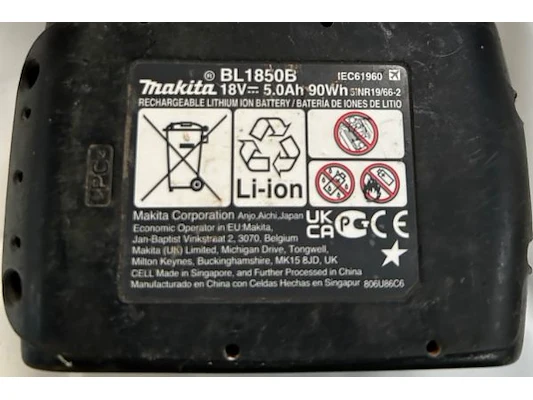 makita® BL1850B IEC61960
18V⎓ 5.0Ah 90Wh 5INR19/66-2
RECHARGEABLE LITHIUM ION BATTERY / BATERÍA DE IONES DE LITIO
Li-ion
Makita Corporation Anjo,Aichi,Japan
Economic Operator in EU:Makita,
Jan-Baptist Vinkstraat 2, 3070, Belgium
Makita (UK) Limited, Michigan Drive, Tongwell,
Milton Keynes, Buckinghamshire, MK15 8JD, UK
CELL Made in Singapore, and Further Processed in China
Manufacturado en China con Celdas Hechas en Singapur 806U86C6
UK
CA
CE
>PC<